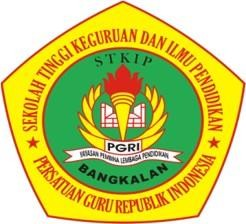 ★ SEKOLAH TINGGI KEGURUAN DAN ILMU PENDIDIKAN ★
STKIP
PGRI
YAYASAN PEMBINA LEMBAGA PENDIDIKAN
BANGKALAN
PERSATUAN GURU REPUBLIK INDONESIA